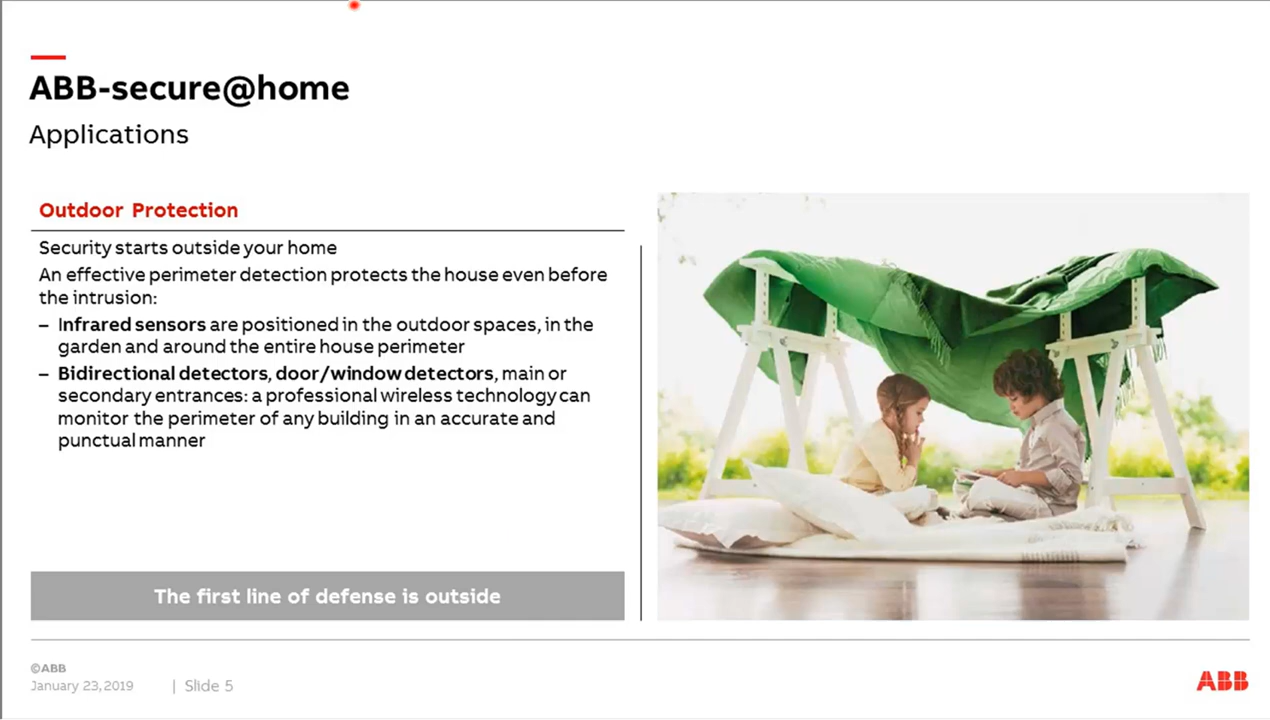 ABB-secure@home
Applications
Outdoor Protection
Security starts outside your home
An effective perimeter detection protects the house even before
the intrusion:
– Infrared sensors are positioned in the outdoor spaces, in the
garden and around the entire house perimeter
– Bidirectional detectors, door/window detectors, main or
secondary entrances: a professional wireless technology can
monitor the perimeter of any building in an accurate and
punctual manner
The first line of defense is outside
©ABB
January 23, 2019 | Slide 5
ABB